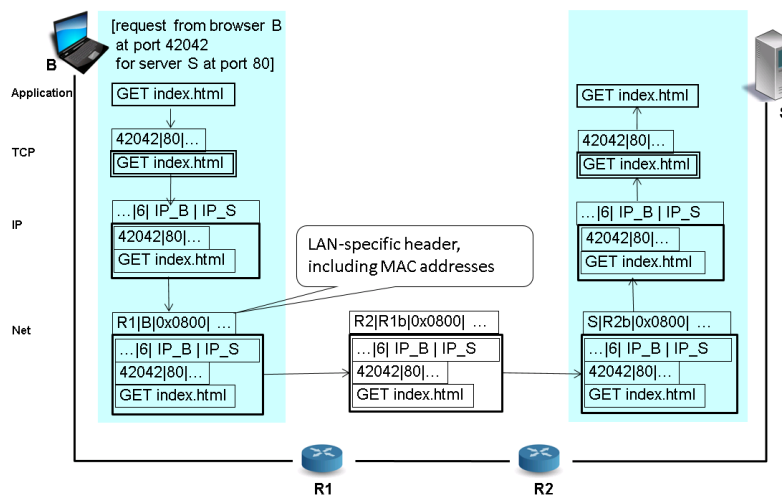 [request from browser B
at port 42042
for server S at port 80]
B
S
Application
GET index.html
GET index.html
TCP
42042|80|…
GET index.html
42042|80|…
GET index.html
IP
…|6| IP_B | IP_S
42042|80|…
GET index.html
…|6| IP_B | IP_S
42042|80|…
GET index.html
LAN-specific header,
including MAC addresses
Net
R1|B|0x0800| …
…|6| IP_B | IP_S
42042|80|…
GET index.html
R2|R1b|0x0800| …
…|6| IP_B | IP_S
42042|80|…
GET index.html
S|R2b|0x0800| …
…|6| IP_B | IP_S
42042|80|…
GET index.html
R1
R2